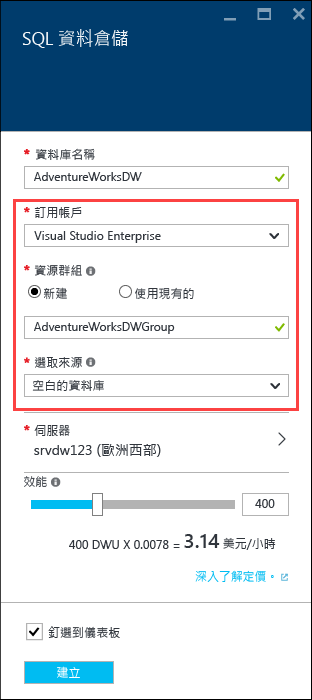 SQL 資料倉儲
* 資料庫名稱
AdventureWorksDW
* 訂用帳戶
Visual Studio Enterprise
* 資源群組
新建 使用現有的
AdventureWorksDWGroup
* 選取來源
空白的資料庫
* 伺服器
srvdw123 (歐洲西部)
效能
400
400 DWU X 0.0078 = 3.14 美元/小時
深入了解定價。
釘選到儀表板
建立